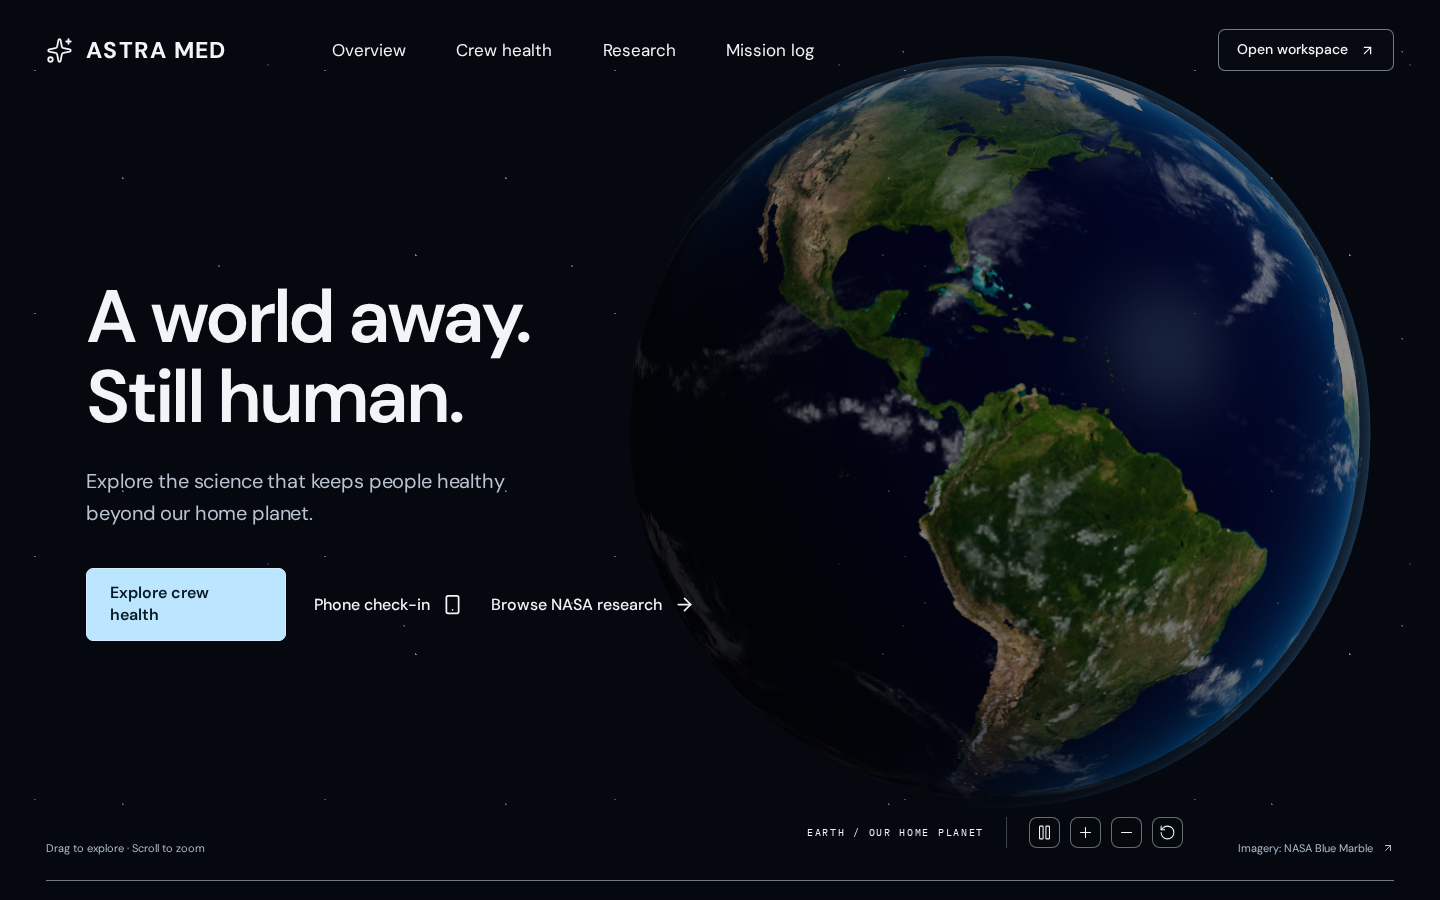 ASTRA MED
Overview
Crew health
Research
Mission log
Open workspace
A world away.
Still human.
Explore the science that keeps people healthy
beyond our home planet.
Explore crew
health
Phone check-in
Browse NASA research
EARTH / OUR HOME PLANET
Drag to explore · Scroll to zoom
Imagery: NASA Blue Marble